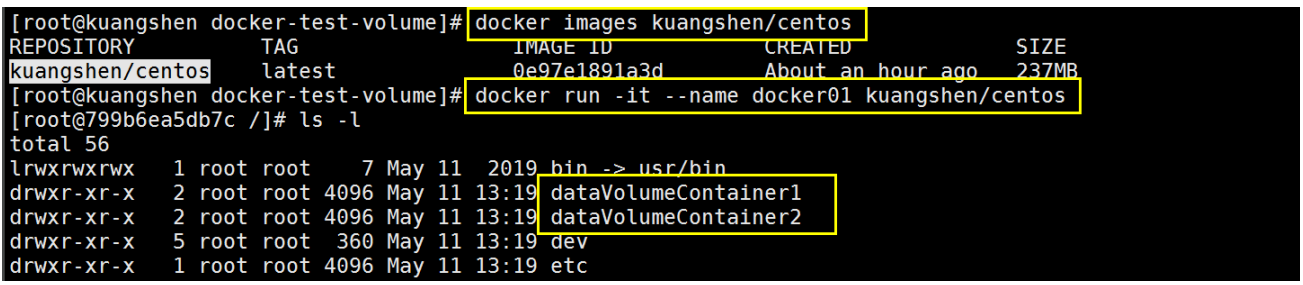 [root@kuangshen docker-test-volume]# docker images kuangshen/centos
REPOSITORY TAG IMAGE ID CREATED SIZE
kuangshen/centos latest 0e97e1891a3d About an hour ago 237MB
[root@kuangshen docker-test-volume]# docker run -it --name docker01 kuangshen/centos
[root@799b6ea5db7c /]# ls -l
total 56
lrwxrwxrwx 1 root root 7 May 11 2019 bin -> usr/bin
drwxr-xr-x 2 root root 4096 May 11 13:19 dataVolumeContainer1
drwxr-xr-x 2 root root 4096 May 11 13:19 dataVolumeContainer2
drwxr-xr-x 5 root root 360 May 11 13:19 dev
drwxr-xr-x 1 root root 4096 May 11 13:19 etc